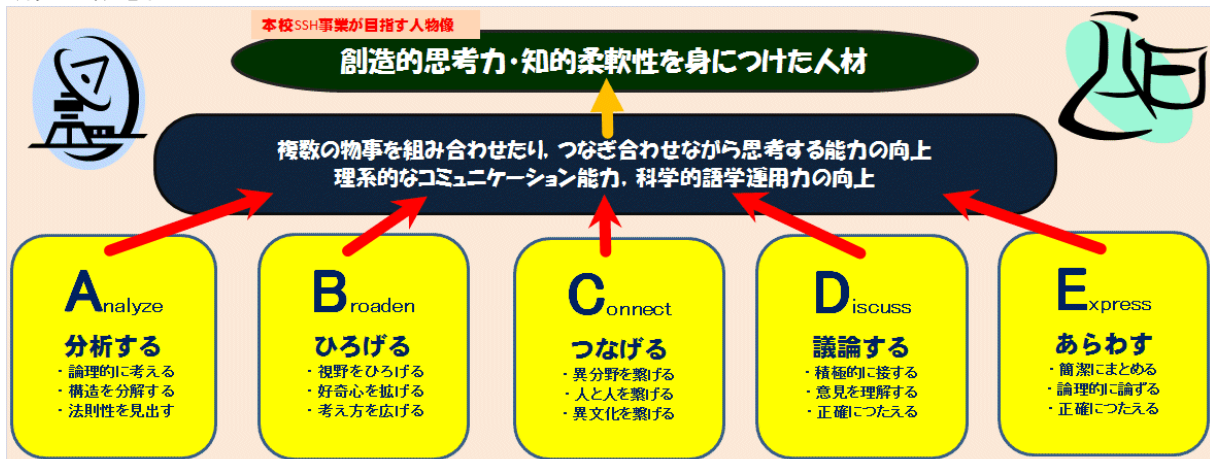 本校SSH事業が目指す人物像
創造的思考力・知的柔軟性を身につけた人材
複数の物事を組み合わせたり，つなぎ合わせながら思考する能力の向上
理系的なコミュニケーション能力，科学的語学運用力の向上
Analyze
分析する
・論理的に考える
・構造を分解する
・法則性を見出す
Broaden
ひろげる
・視野をひろげる
・好奇心を拡げる
・考え方を広げる
Connect
つなげる
・異分野を繋げる
・人と人を繋げる
・異文化を繋げる
Discuss
議論する
・積極的に接する
・意見を理解する
・正確につたえる
Express
あらわす
・簡潔にまとめる
・論理的に論ずる
・正確につたえる